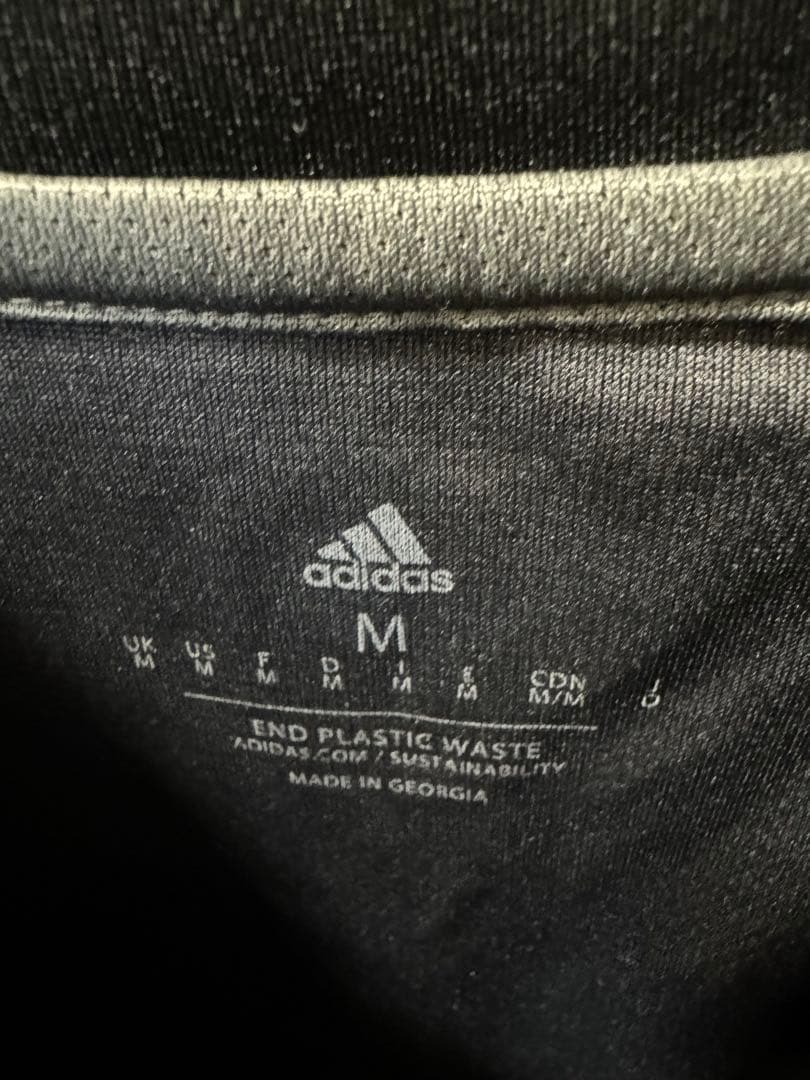 adidas
M
UK US F D I E CDN J
M M M M M M M/M O
END PLASTIC WASTE
ADIDAS.COM / SUSTAINABILITY
MADE IN GEORGIA